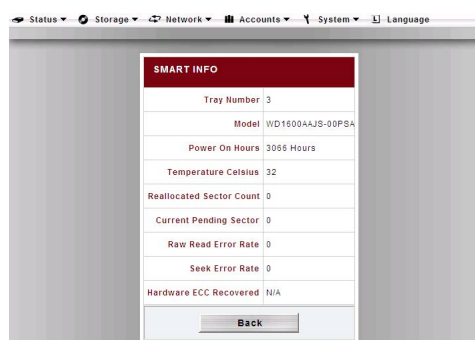 Status Storage Network Accounts System Language
SMART INFO
Tray Number 3
Model WD1600AAJS-00PSA
Power On Hours 3066 Hours
Temperature Celsius 32
Reallocated Sector Count 0
Current Pending Sector 0
Raw Read Error Rate 0
Seek Error Rate 0
Hardware ECC Recovered N/A
Back